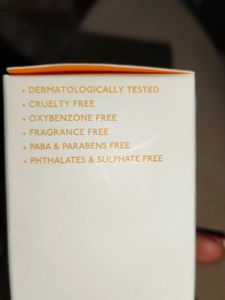 • DERMATOLOGICALLY TESTED
• CRUELTY FREE
• OXYBENZONE FREE
• FRAGRANCE FREE
• PABA & PARABENS FREE
• PHTHALATES & SULPHATE FREE